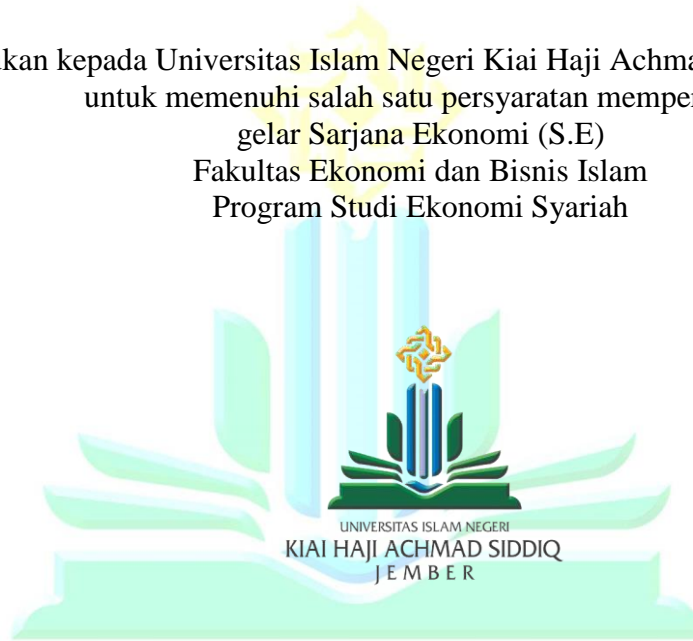 kan kepada Universitas Islam Negeri Kiai Haji Achma
untuk memenuhi salah satu persyaratan memper
gelar Sarjana Ekonomi (S.E)
Fakultas Ekonomi dan Bisnis Islam
Program Studi Ekonomi Syariah
UNIVERSITAS ISLAM NEGERI
KIAI HAJI ACHMAD SIDDIQ
JEMBER